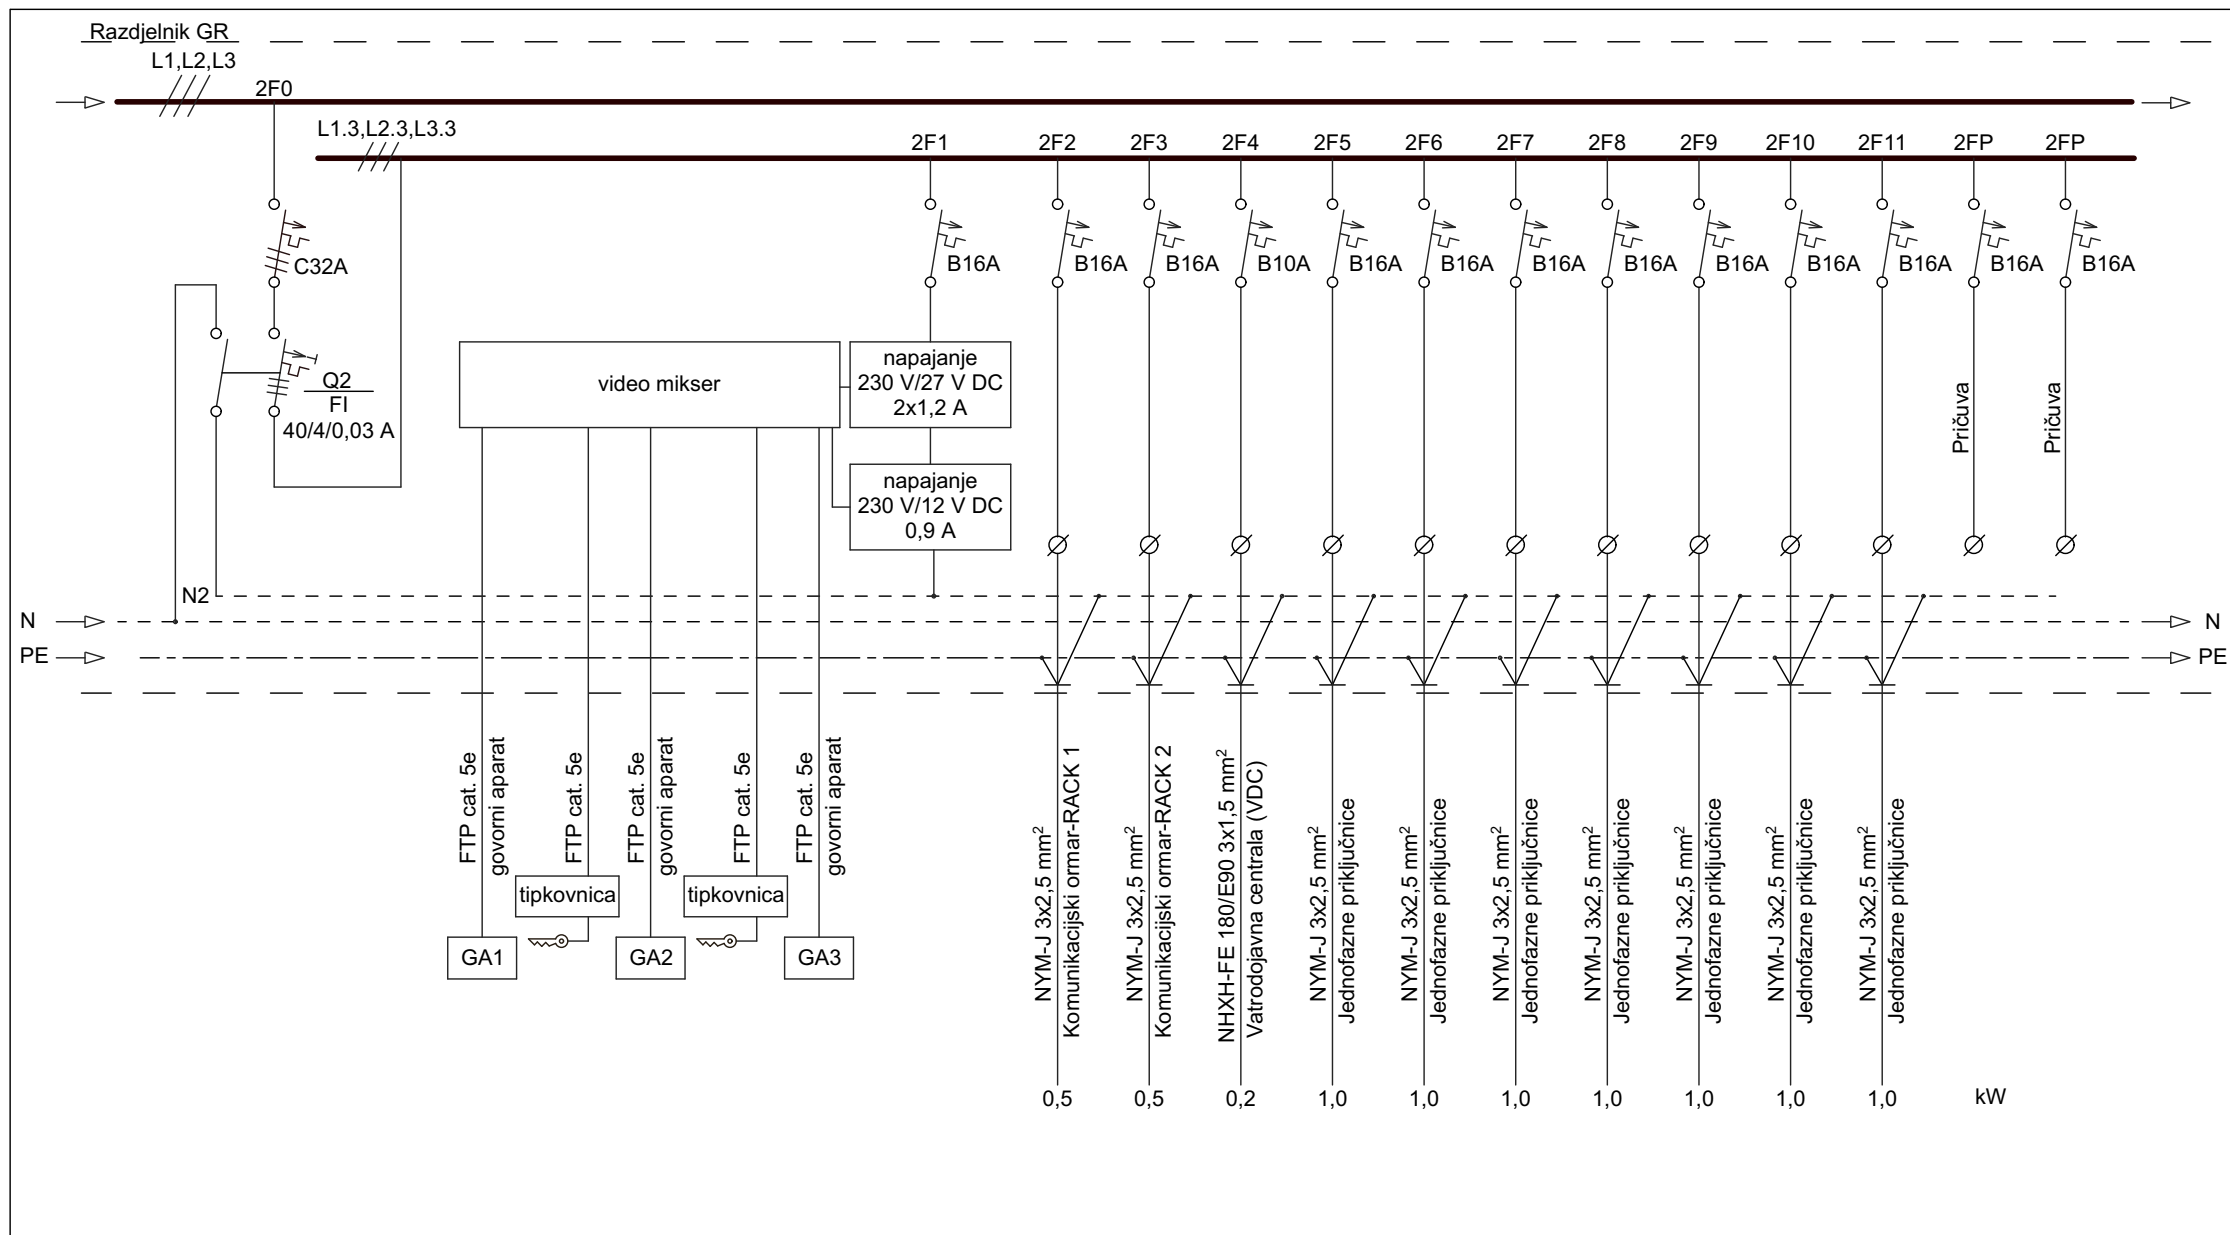 Razdjelnik GR
L1,L2,L3
2F0
L1.3,L2.3,L3.3
2F1
2F2
2F3
2F4
2F5
2F6
2F7
2F8
2F9
2F10
2F11
2FP
2FP
C32A
B16A
B16A
B16A
B10A
B16A
B16A
B16A
B16A
B16A
B16A
B16A
B16A
B16A
Q2
FI
40/4/0,03 A
video mikser
napajanje
230 V/27 V DC
2x1,2 A
napajanje
230 V/12 V DC
0,9 A
Pričuva
Pričuva
N2
N
N
PE
PE
FTP cat. 5e
govorni aparat
FTP cat. 5e
FTP cat. 5e
govorni aparat
FTP cat. 5e
FTP cat. 5e
govorni aparat
tipkovnica
tipkovnica
GA1
GA2
GA3
NYM-J 3x2,5 mm²
Komunikacijski ormar-RACK 1
NYM-J 3x2,5 mm²
Komunikacijski ormar-RACK 2
NHXH-FE 180/E90 3x1,5 mm²
Vatrodojavna centrala (VDC)
NYM-J 3x2,5 mm²
Jednofazne priključnice
NYM-J 3x2,5 mm²
Jednofazne priključnice
NYM-J 3x2,5 mm²
Jednofazne priključnice
NYM-J 3x2,5 mm²
Jednofazne priključnice
NYM-J 3x2,5 mm²
Jednofazne priključnice
NYM-J 3x2,5 mm²
Jednofazne priključnice
NYM-J 3x2,5 mm²
Jednofazne priključnice
0,5
0,5
0,2
1,0
1,0
1,0
1,0
1,0
1,0
1,0
kW